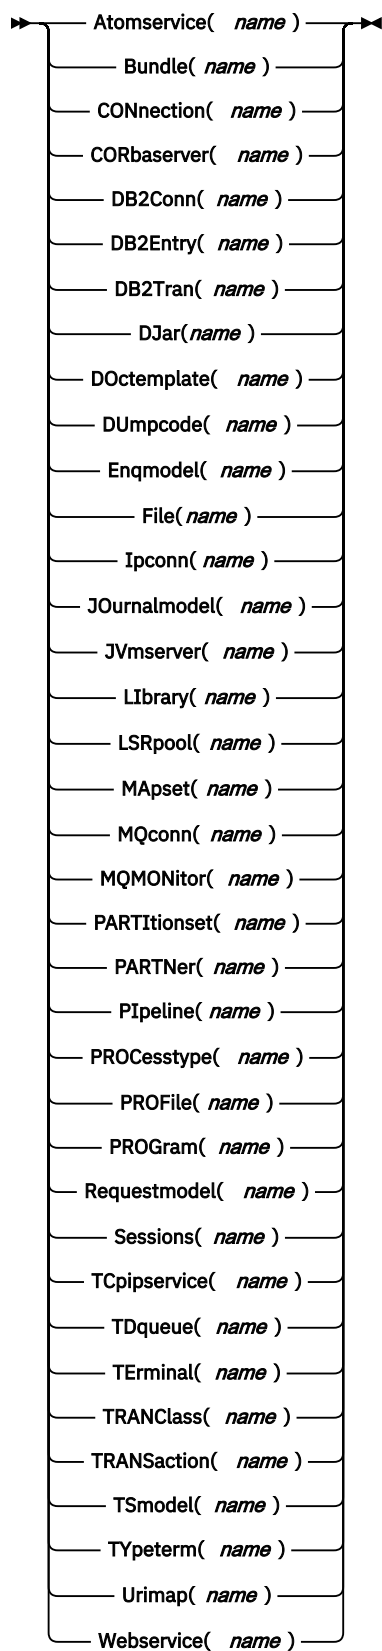 Atomservice( name )
Bundle( name )
CONnection( name )
CORbaserver( name )
DB2Conn( name )
DB2Entry( name )
DB2Tran( name )
DJar(name )
DOctemplate( name )
DUmpcode( name )
Enqmodel( name )
File( name )
Ipconn( name )
JOurnalmodel( name )
JVmserver( name )
LIbrary( name )
LSRpool( name )
MApset( name )
MQconn( name )
MQMONitor( name )
PARTItionset( name )
PARTNer( name )
PIpeline( name )
PROCesstype( name )
PROFile( name )
PROGram( name )
Requestmodel( name )
Sessions( name )
TCpipservice( name )
TDqueue( name )
TErminal( name )
TRANClass( name )
TRANSaction( name )
TSmodel( name )
TYpeterm( name )
Urimap( name )
Webservice( name )